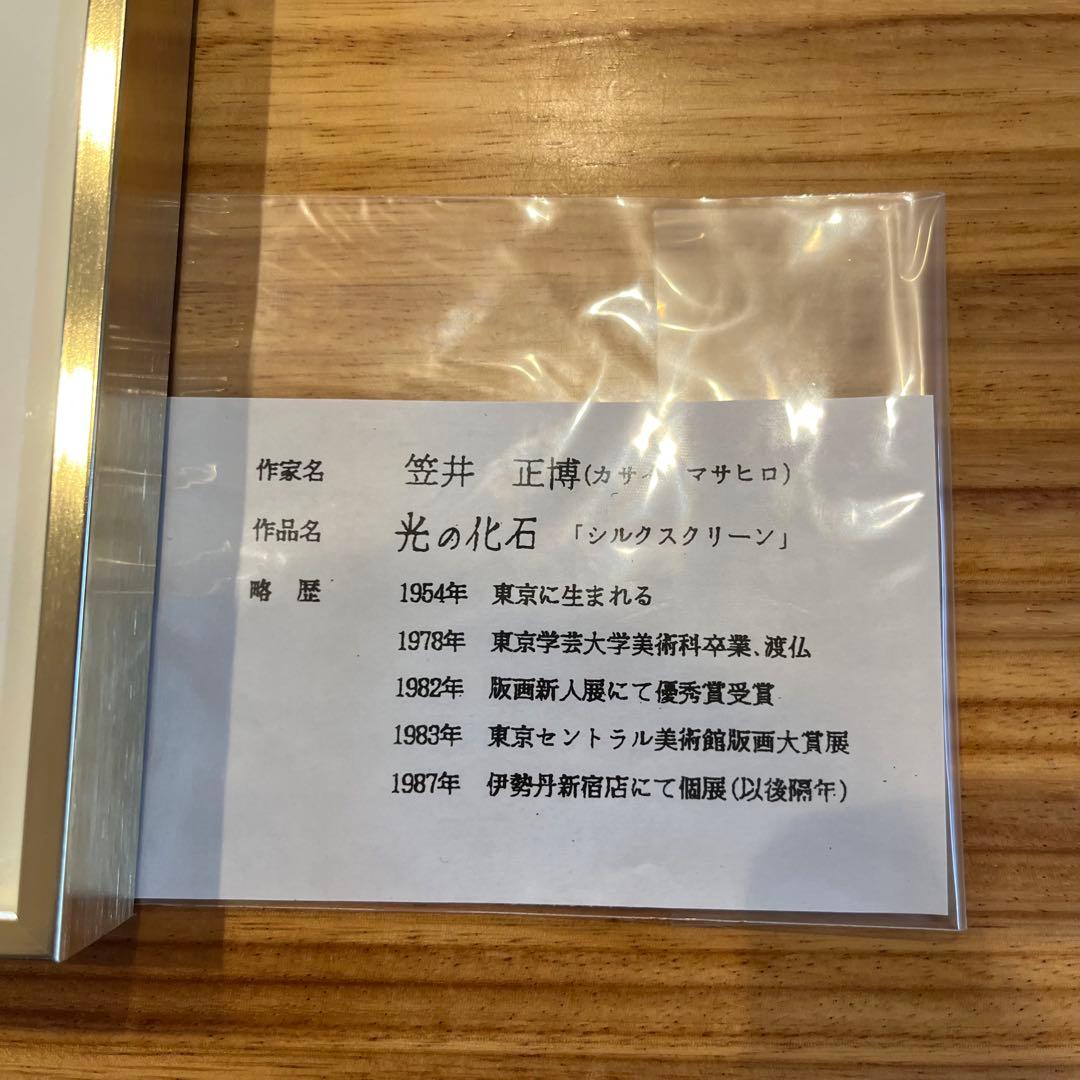 作家名 笠井 正博(カサイ マサヒロ)
作品名 光の化石 「シルクスクリーン」
略 歴 1954年 東京に生まれる
1978年 東京学芸大学美術科卒業、渡仏
1982年 版画新人展にて優秀賞受賞
1983年 東京セントラル美術館版画大賞展
1987年 伊勢丹新宿店にて個展(以後隔年)